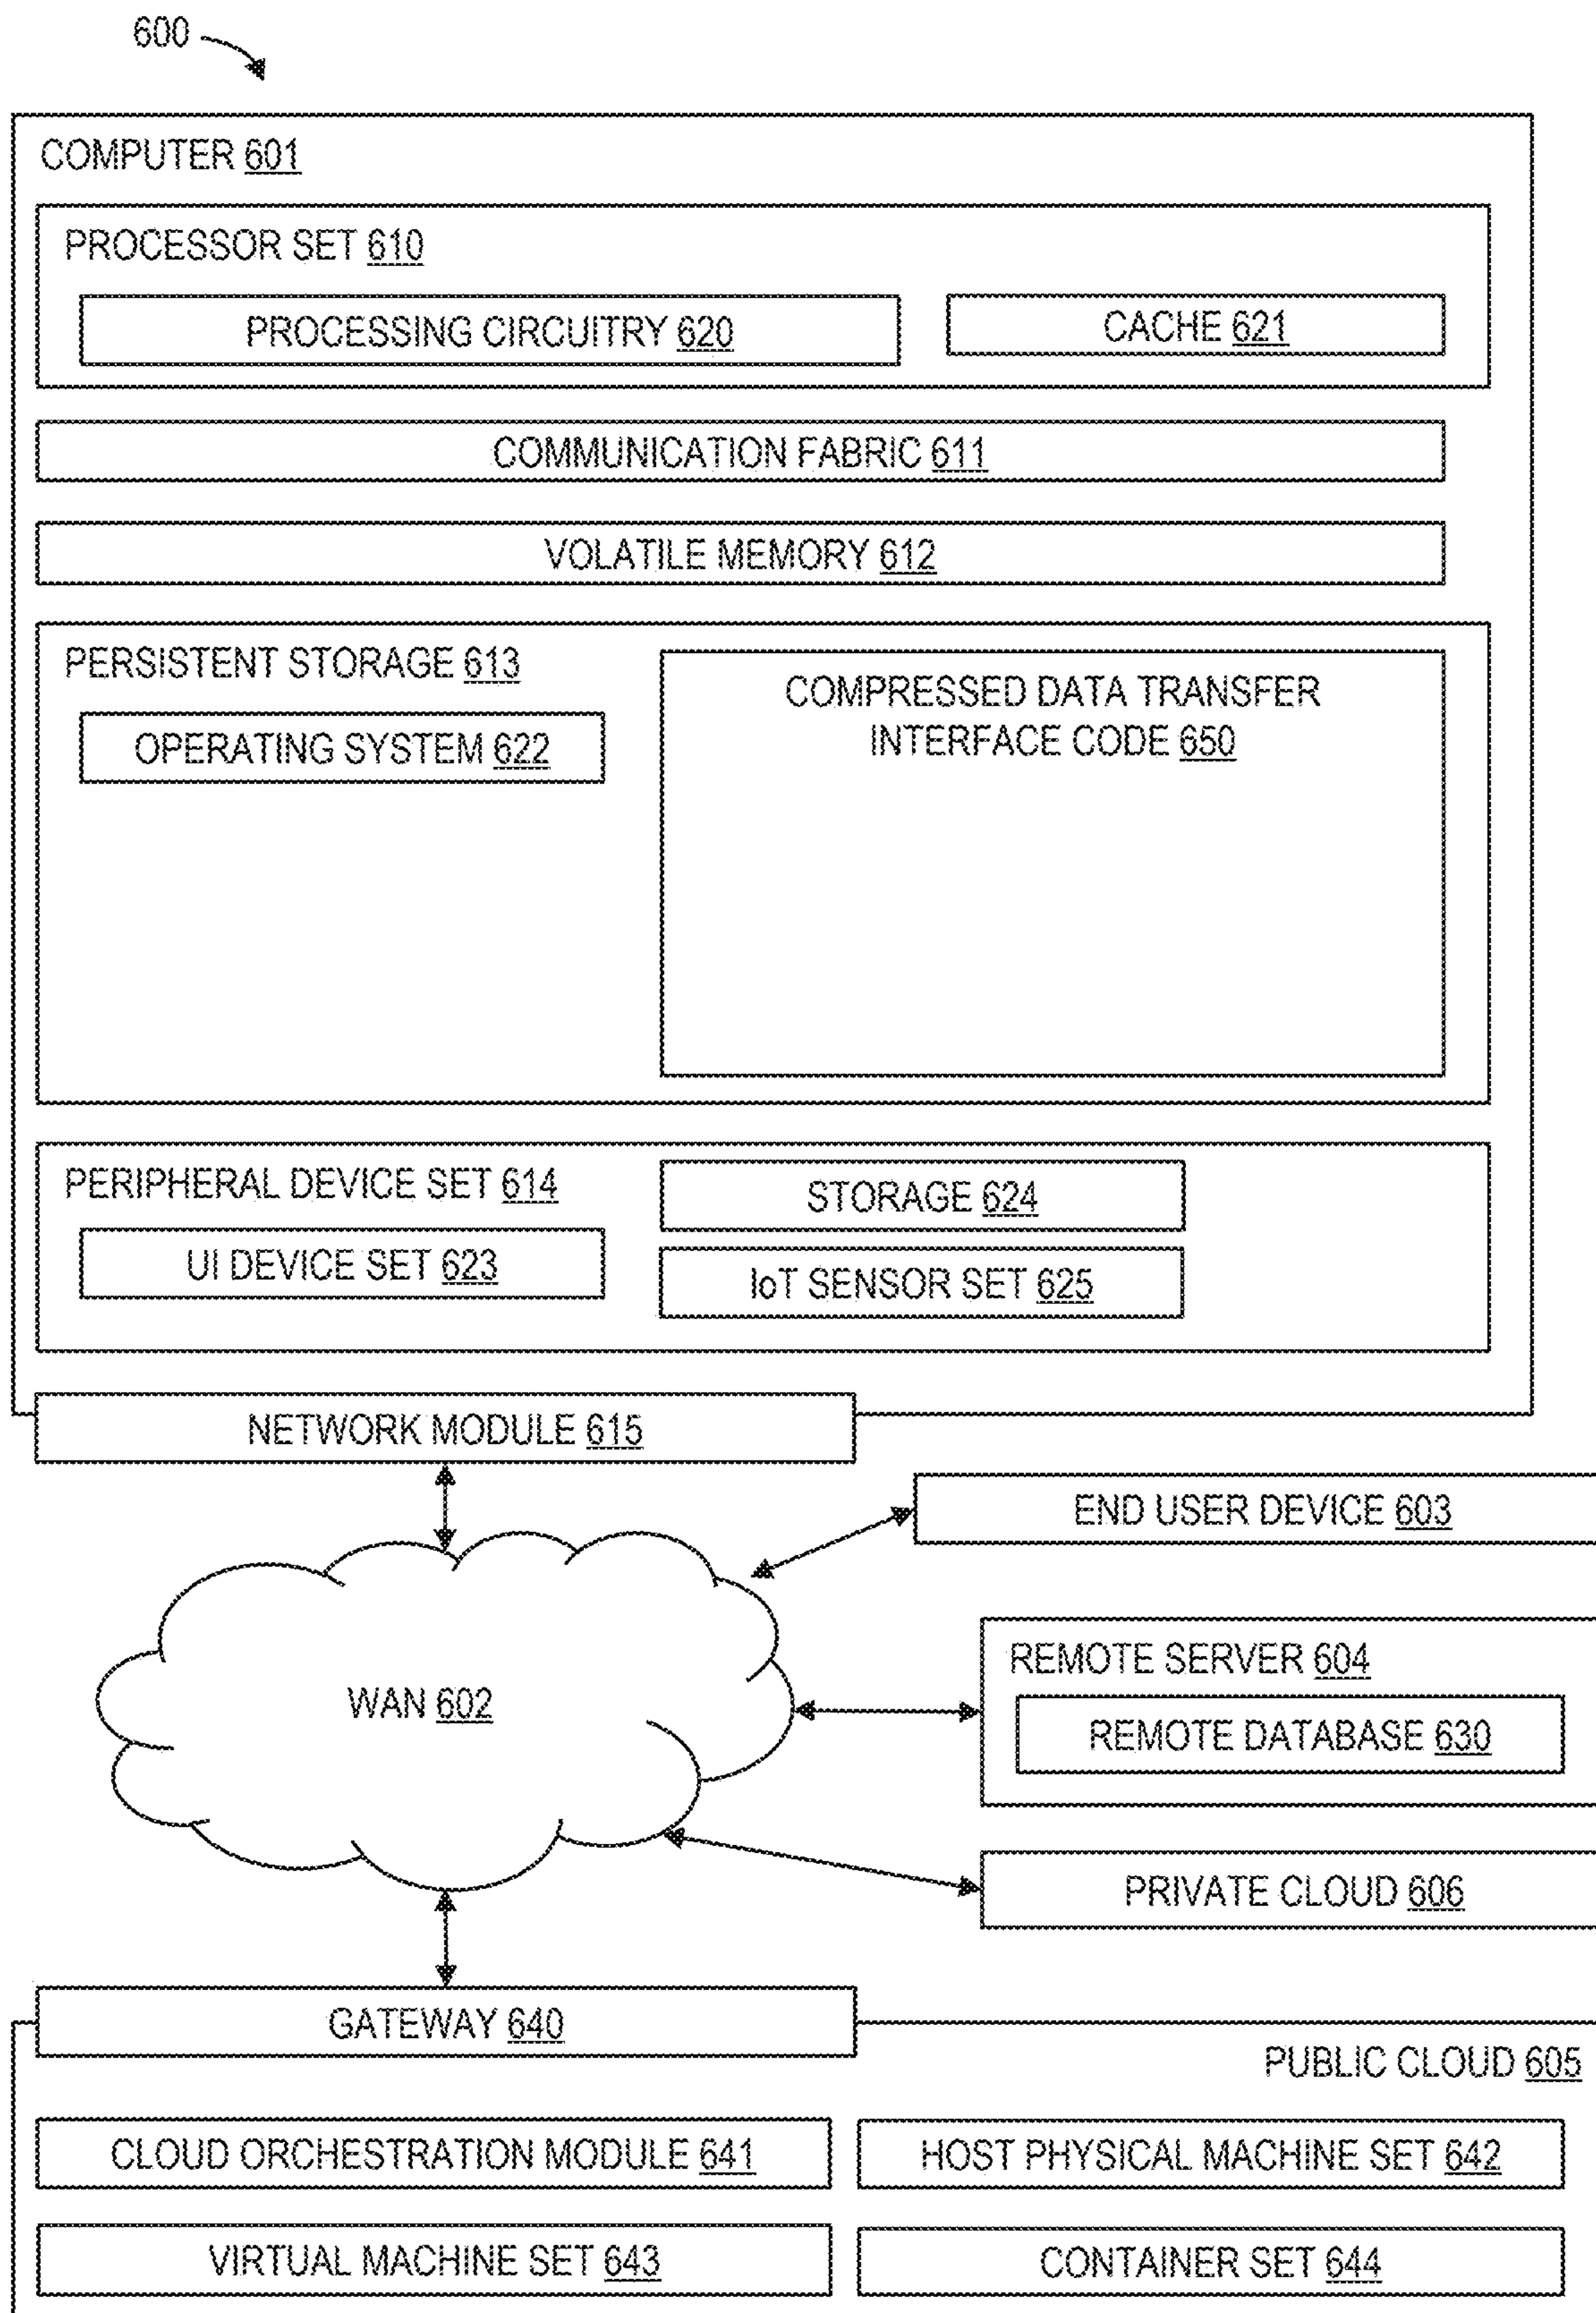 600
COMPUTER 601
PROCESSOR SET 610
PROCESSING CIRCUITRY 620
CACHE 621
COMMUNICATION FABRIC 611
VOLATILE MEMORY 612
PERSISTENT STORAGE 613
OPERATING SYSTEM 622
COMPRESSED DATA TRANSFER
INTERFACE CODE 650
PERIPHERAL DEVICE SET 614
UI DEVICE SET 623
STORAGE 624
IoT SENSOR SET 625
NETWORK MODULE 615
END USER DEVICE 603
WAN 602
REMOTE SERVER 604
REMOTE DATABASE 630
PRIVATE CLOUD 606
GATEWAY 640
PUBLIC CLOUD 605
CLOUD ORCHESTRATION MODULE 641
HOST PHYSICAL MACHINE SET 642
VIRTUAL MACHINE SET 643
CONTAINER SET 644